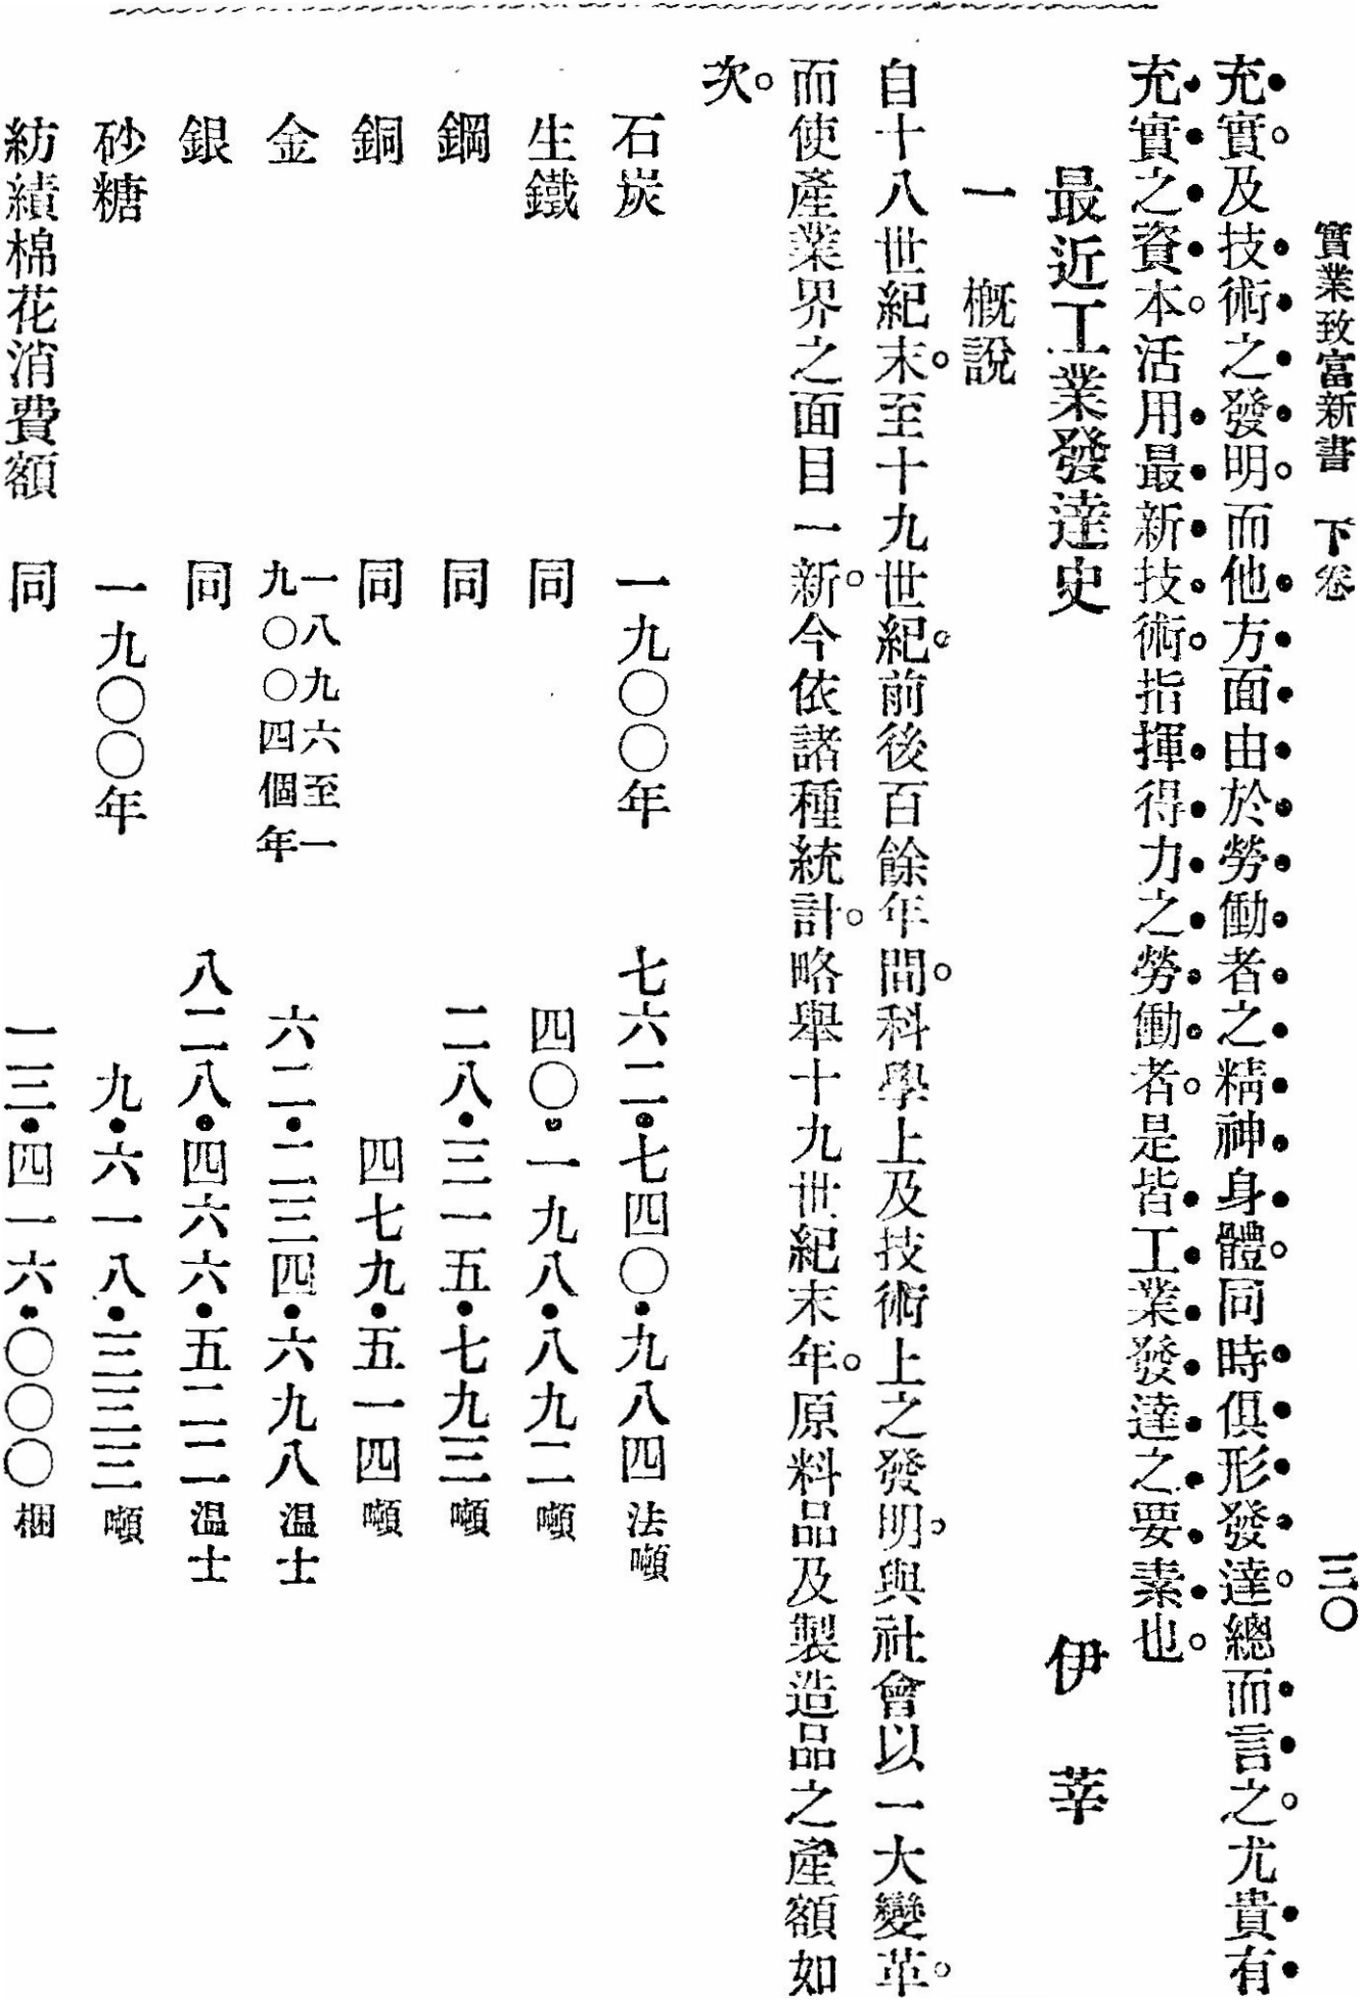 實業致富新書　下卷　三〇
充實。及技術之發明。而他方面由於勞働者之精神身體。同時俱形發達。總而言之。尤貴有
充實之資本。活用最新技術。指揮得力之勞働者。是皆工業發達之要素也。
最近工業發達史　伊莘
一　概說
自十八世紀末。至十九世紀。前後百餘年間。科學上及技術上之發明。與社會以一大變革。
而使產業界之面目一新。今依諸種統計。略舉十九世紀末年。原料品及製造品之產額如
次。
石炭　一九〇〇年　七六二•七四〇•九八四法噸
生鐵　同　四〇•一九八•八九二噸
鋼　同　二八•三一五•七九三噸
銅　同　四七九•五一四噸
金　一八九六至一九〇〇四個年　六二•二三四•六九八溫士
銀　同　八二八•四六六•五二二溫士
砂糖　一九〇〇年　九•六一八•三三三噸
紡績棉花消費額　同　一三•四一六•〇〇〇梱